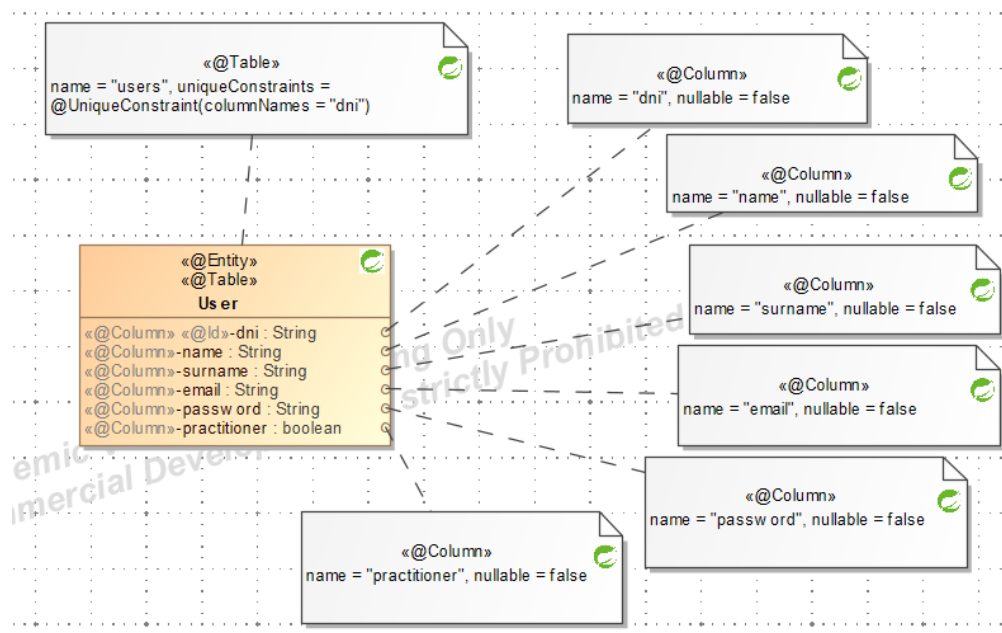 «@Table»
name = "users", uniqueConstraints =
@UniqueConstraint(columnNames = "dni")
«@Column»
name = "dni", nullable = false
«@Column»
name = "name", nullable = false
«@Entity»
«@Table»
User
«@Column» «@Id»-dni : String
«@Column»-name : String
«@Column»-surname : String
«@Column»-email : String
«@Column»-password : String
«@Column»-practitioner : boolean
«@Column»
name = "surname", nullable = false
«@Column»
name = "email", nullable = false
«@Column»
name = "password", nullable = false
«@Column»
name = "practitioner", nullable = false
Only
strictly Prohibited